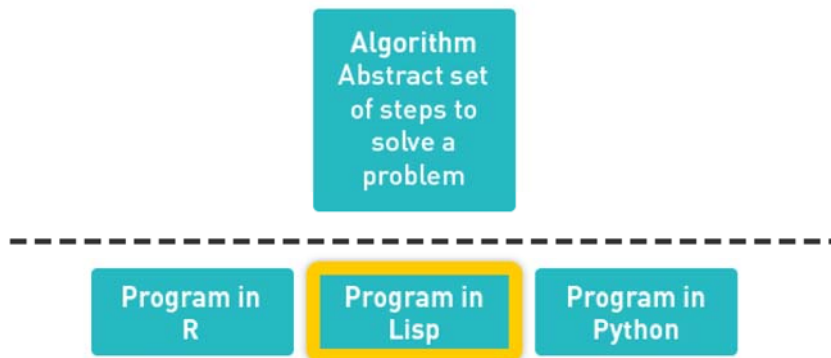 Algorithm
Abstract set
of steps to
solve a
problem
Program in
R
Program in
Lisp
Program in
Python